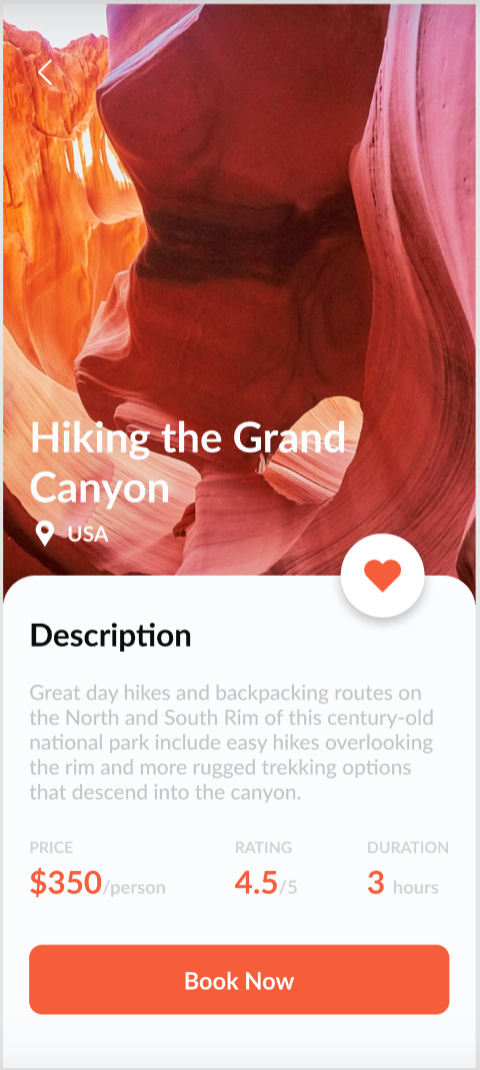 Hiking the Grand
Canyon
USA
Description
Great day hikes and backpacking routes on
the North and South Rim of this century-old
national park include easy hikes overlooking
the rim and more rugged trekking options
that descend into the canyon.
PRICE RATING DURATION
$350/person 4.5/5 3 hours
Book Now